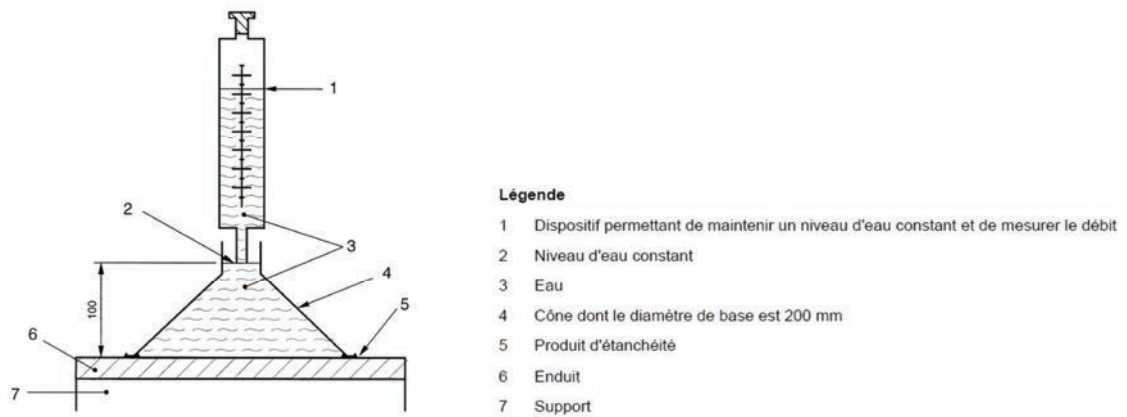 1
2
3
4
100
5
6
7
Légende
1 Dispositif permettant de maintenir un niveau d'eau constant et de mesurer le débit
2 Niveau d'eau constant
3 Eau
4 Cône dont le diamètre de base est 200 mm
5 Produit d'étanchéité
6 Enduit
7 Support